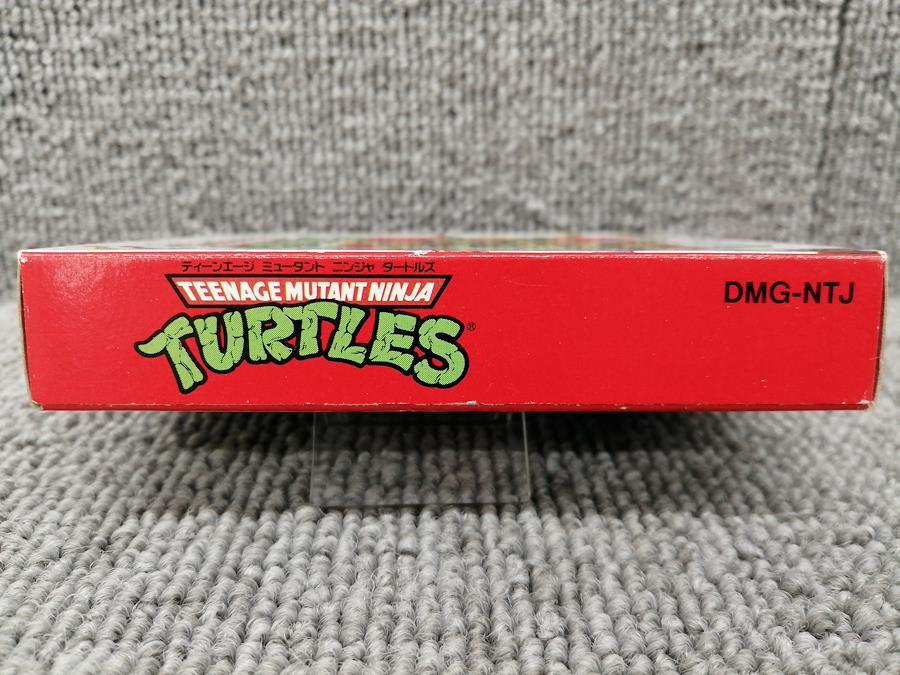 ティーンエージ ミュータント ニンジャ タートルズ
TEENAGE MUTANT NINJA
TURTLES®
DMG-NTJ